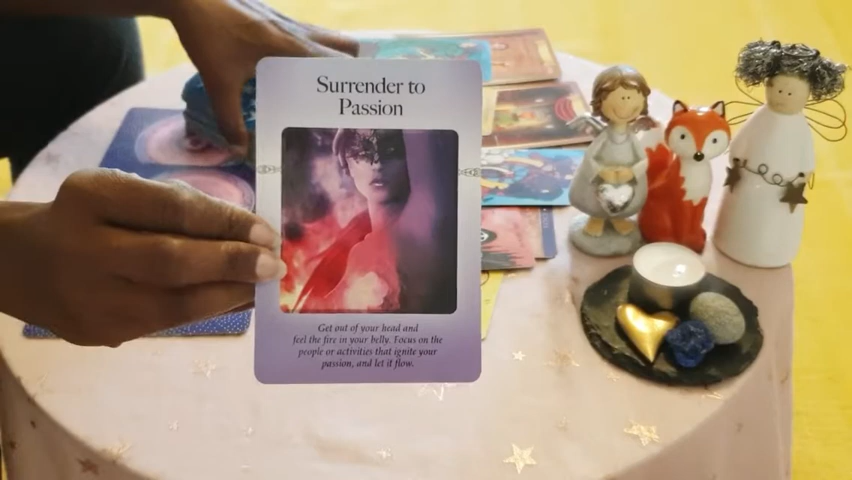 Surrender to
Passion
Get out of your head and
feel the fire in your belly. Focus on the
people or activities that ignite your
passion, and let it flow.